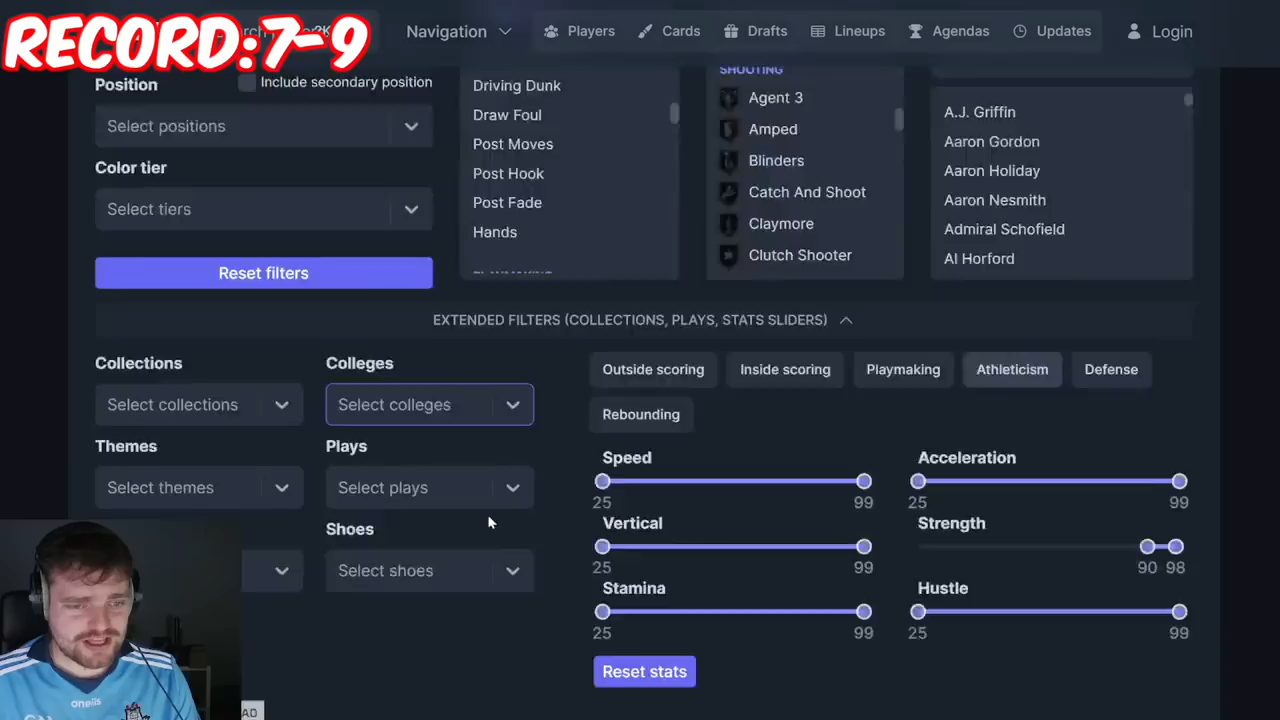 RECORD:7-9
Navigation
Players
Cards
Drafts
Lineups
Agendas
Updates
Login
Position
Include secondary position
Select positions
Color tier
Select tiers
Reset filters
Driving Dunk
Draw Foul
Post Moves
Post Hook
Post Fade
Hands
SHOOTING
Agent 3
Amped
Blinders
Catch And Shoot
Claymore
Clutch Shooter
A.J. Griffin
Aaron Gordon
Aaron Holiday
Aaron Nesmith
Admiral Schofield
Al Horford
EXTENDED FILTERS (COLLECTIONS, PLAYS, STATS SLIDERS)
Collections
Select collections
Colleges
Select colleges
Themes
Select themes
Plays
Select plays
Shoes
Select shoes
Outside scoring
Inside scoring
Playmaking
Athleticism
Defense
Rebounding
Speed
25 99
Acceleration
25 99
Vertical
25 99
Strength
90 98
Stamina
25 99
Hustle
25 99
Reset stats
oneills